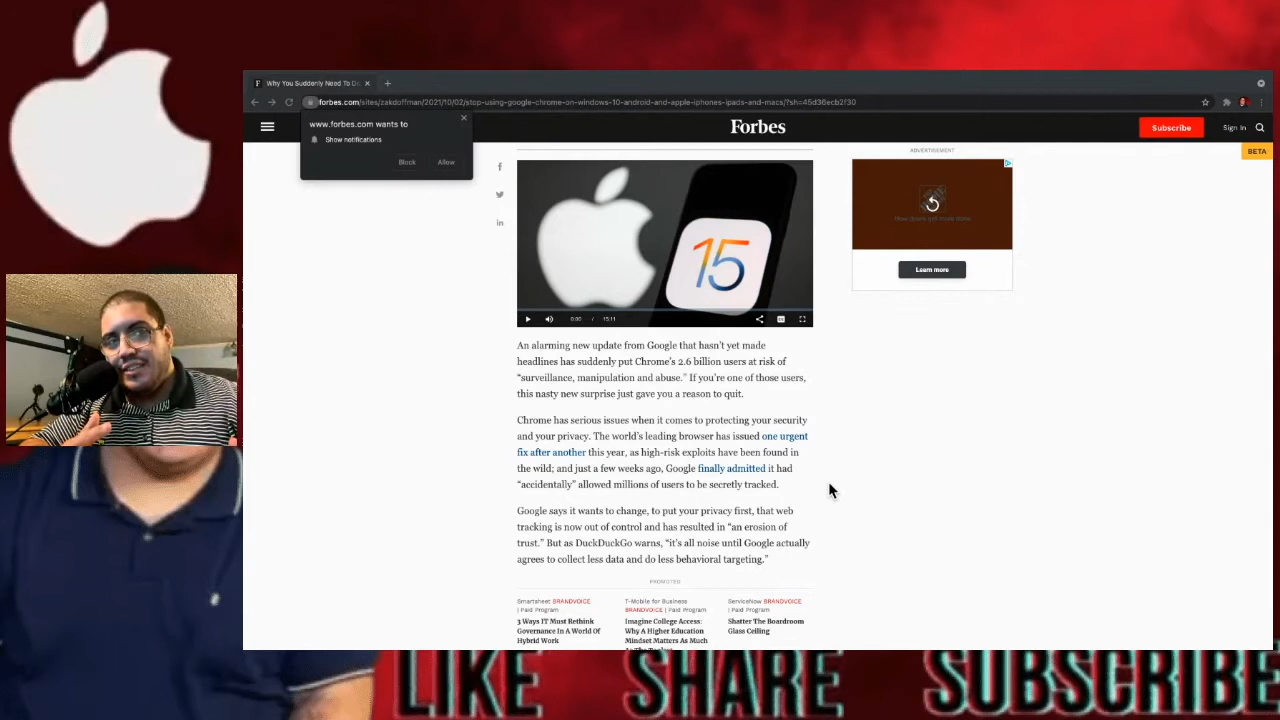 Why You Suddenly Need To De
forbes.com/sites/zakdoffman/2021/10/02/stop-using-google-chrome-on-windows-10-android-and-apple-iphones-ipads-and-macs/?sh=45d36ecb2f30
www.forbes.com wants to
Show notifications
Block Allow
Forbes
Subscribe
Sign In
BETA
ADVERTISEMENT
15
Learn more
0:00 / 15:11
An alarming new update from Google that hasn't yet made
headlines has suddenly put Chrome's 2.6 billion users at risk of
“surveillance, manipulation and abuse.” If you're one of those users,
this nasty new surprise just gave you a reason to quit.
Chrome has serious issues when it comes to protecting your security
and your privacy. The world's leading browser has issued one urgent
fix after another this year, as high-risk exploits have been found in
the wild; and just a few weeks ago, Google finally admitted it had
“accidentally” allowed millions of users to be secretly tracked.
Google says it wants to change, to put your privacy first, that web
tracking is now out of control and has resulted in “an erosion of
trust.” But as DuckDuckGo warns, “it's all noise until Google actually
agrees to collect less data and do less behavioral targeting.”
PROMOTED
Smartsheet BRANDVOICE
| Paid Program
3 Ways IT Must Rethink
Governance In A World Of
Hybrid Work
T-Mobile for Business
BRANDVOICE | Paid Program
Imagine College Access:
Why A Higher Education
Mindset Matters As Much
ServiceNow BRANDVOICE
| Paid Program
Shatter The Boardroom
Glass Ceiling
LIKE SHARE SUBSCRIBE